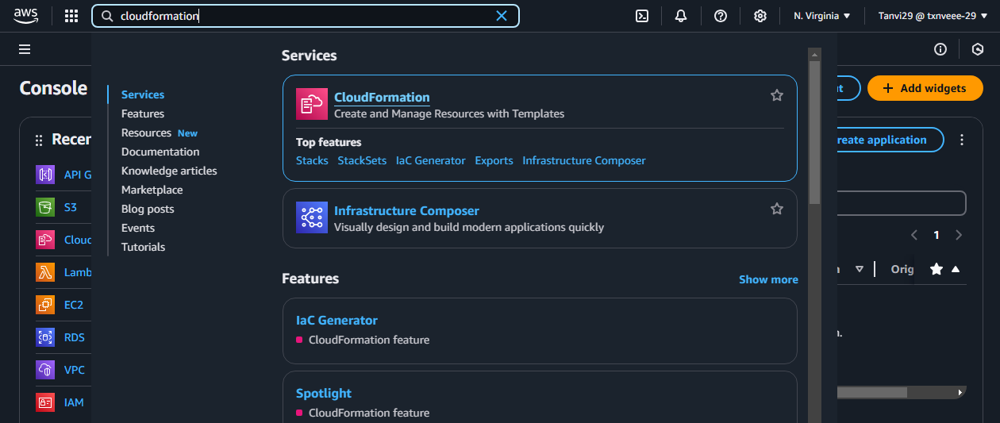 aws
cloudformation
N. Virginia
Tanvi29 @ txnveee-29
Console
Add widgets
Services
Features
Resources New
Documentation
Knowledge articles
Marketplace
Blog posts
Events
Tutorials
Services
CloudFormation
Create and Manage Resources with Templates
Top features
Stacks StackSets IaC Generator Exports Infrastructure Composer
Infrastructure Composer
Visually design and build modern applications quickly
Features
Show more
IaC Generator
CloudFormation feature
Spotlight
CloudFormation feature
Recen
API G
S3
Cloud
Lamb
EC2
RDS
VPC
IAM
reate application
1
Orig